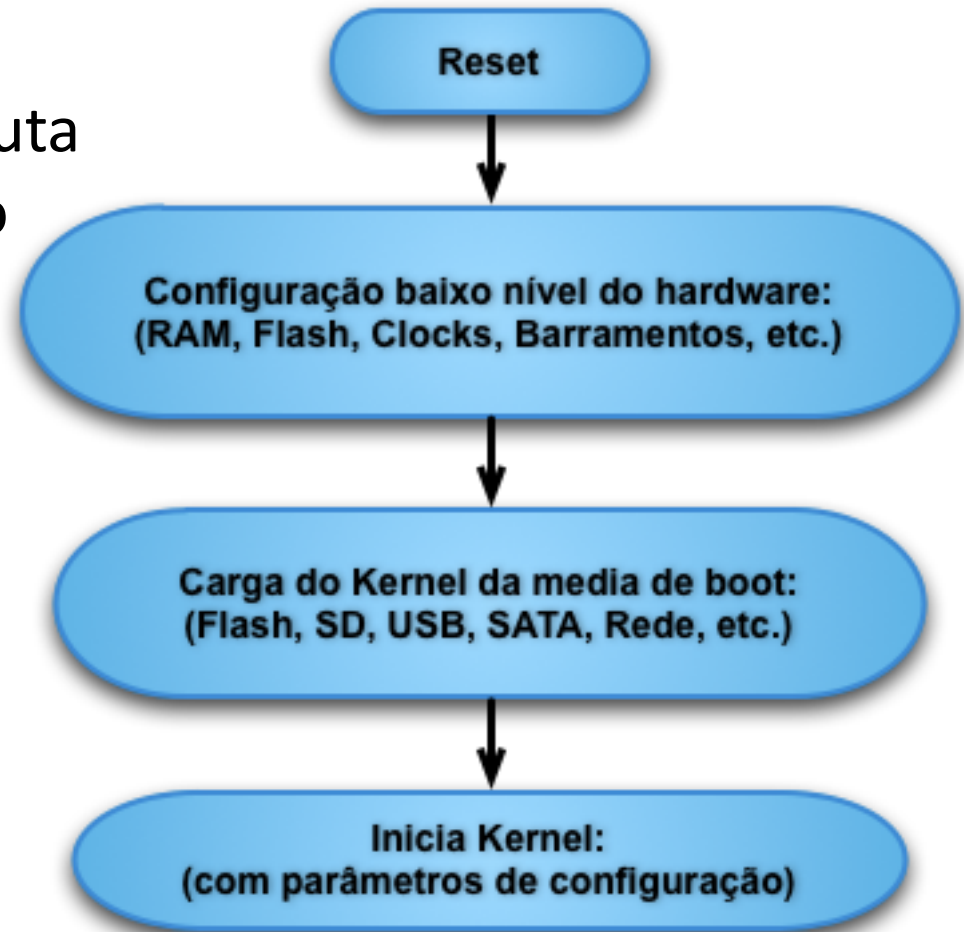 Reset
uta
o
Configuração baixo nível do hardware:
(RAM, Flash, Clocks, Barramentos, etc.)
Carga do Kernel da media de boot:
(Flash, SD, USB, SATA, Rede, etc.)
Inicia Kernel:
(com parâmetros de configuração)